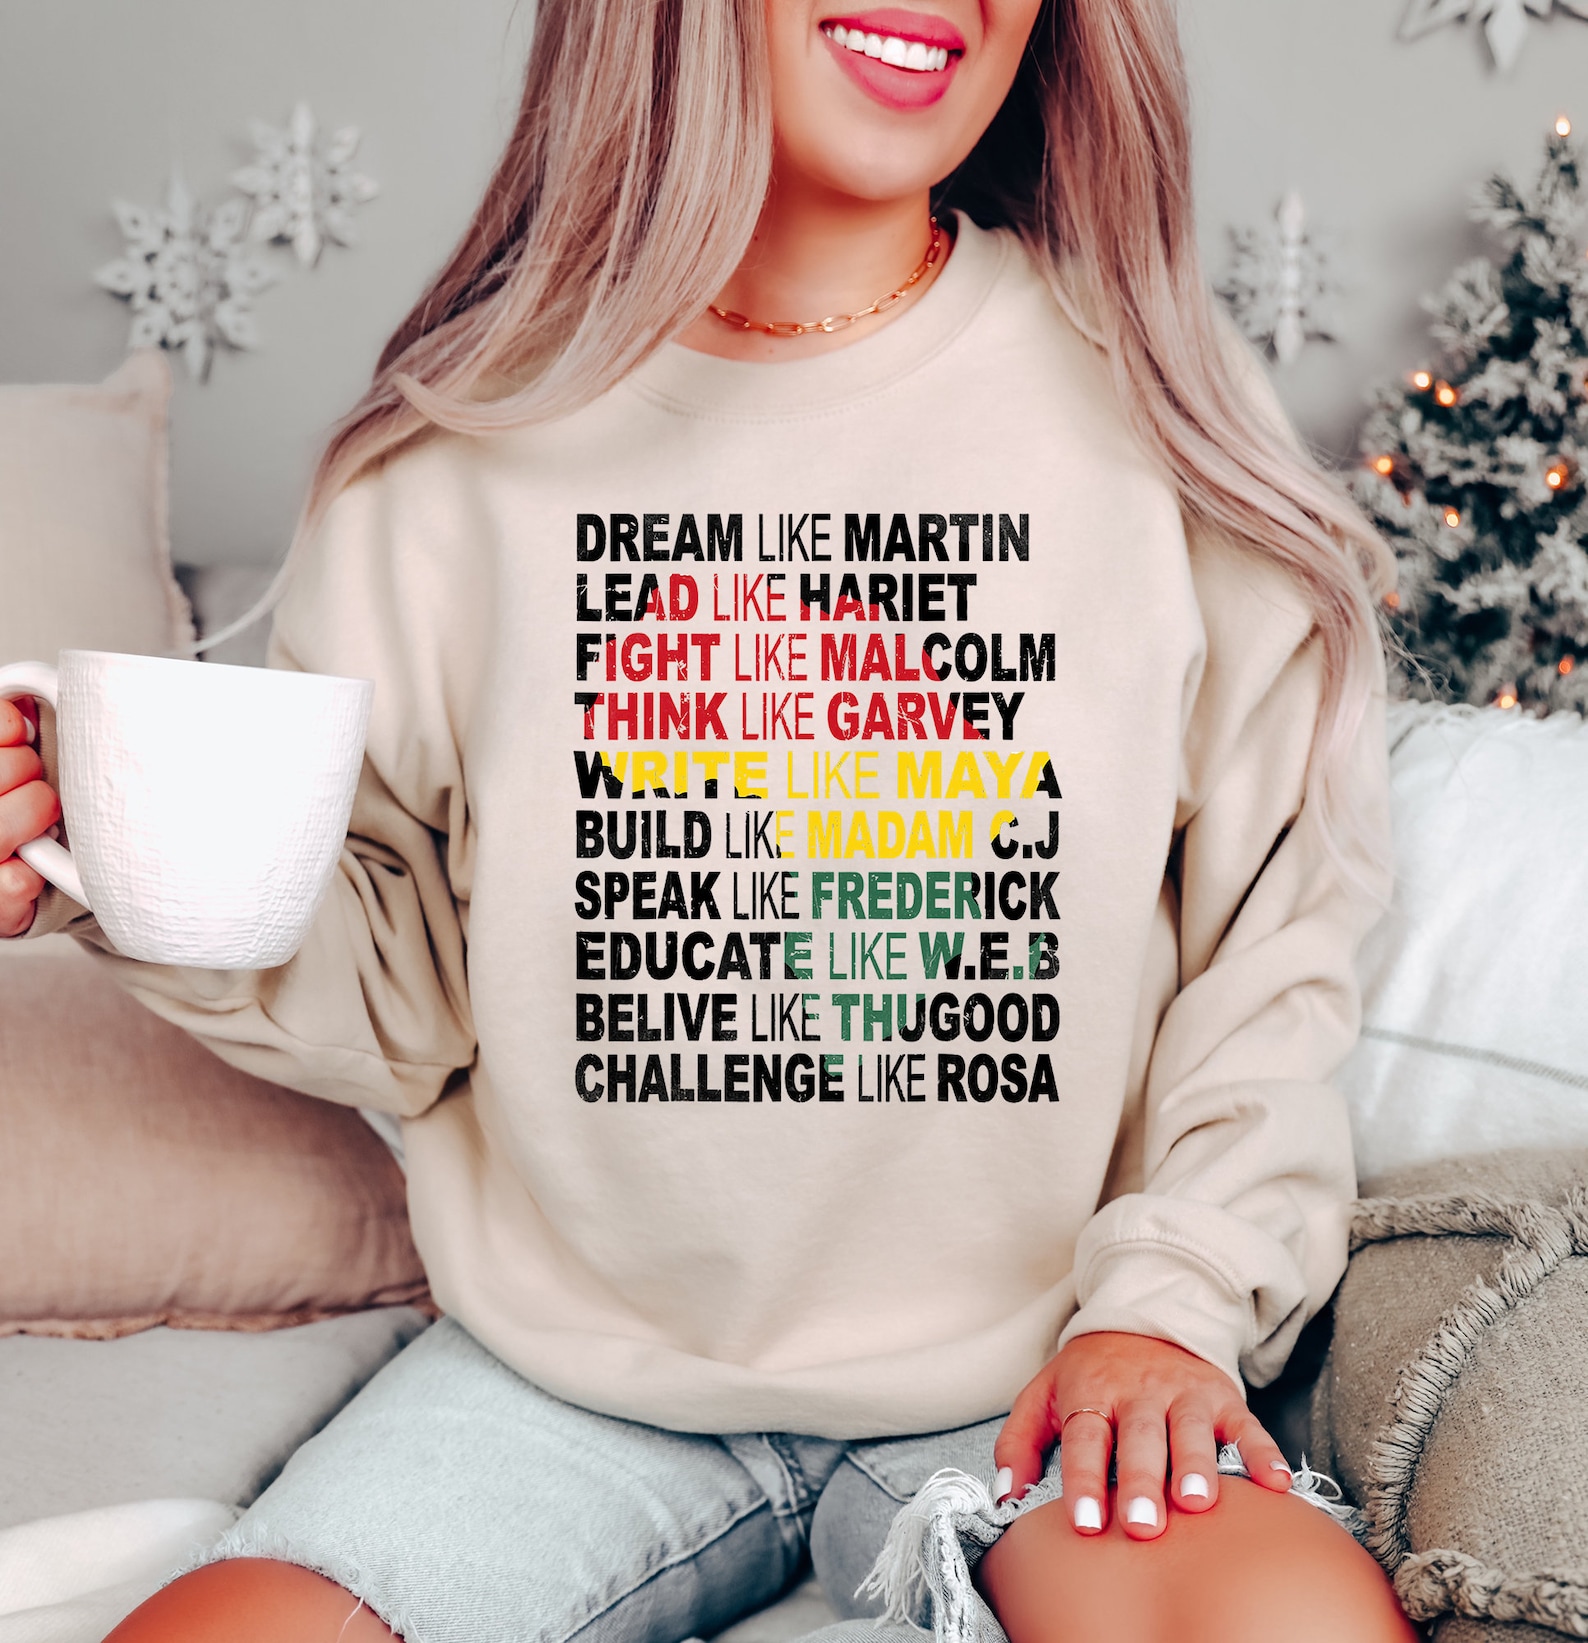 DREAM LIKE MARTIN
LEAD LIKE HARIET
FIGHT LIKE MALCOLM
THINK LIKE GARVEY
WRITE LIKE MAYA
BUILD LIKE MADAM C.J
SPEAK LIKE FREDERICK
EDUCATE LIKE W.E.B
BELIVE LIKE THUGOOD
CHALLENGE LIKE ROSA